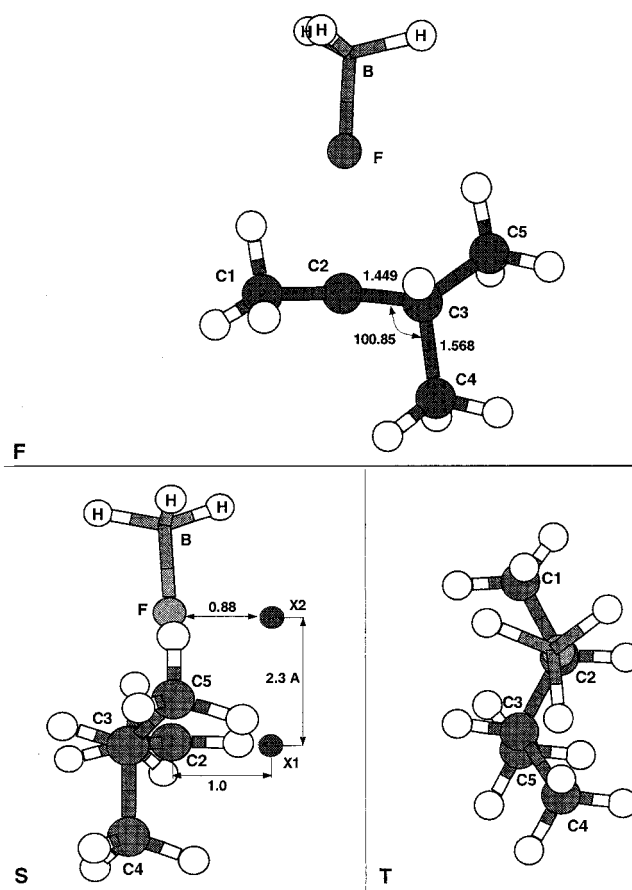 H H H
B
F
C5
C2 1.449
C1
C3
100.85 1.568
C4
F
H H H
B
F 0.88 X2
2.3 A
C5
C3
C2 X1
1.0
C4
S
C1
C2
C3
C5
C4
T